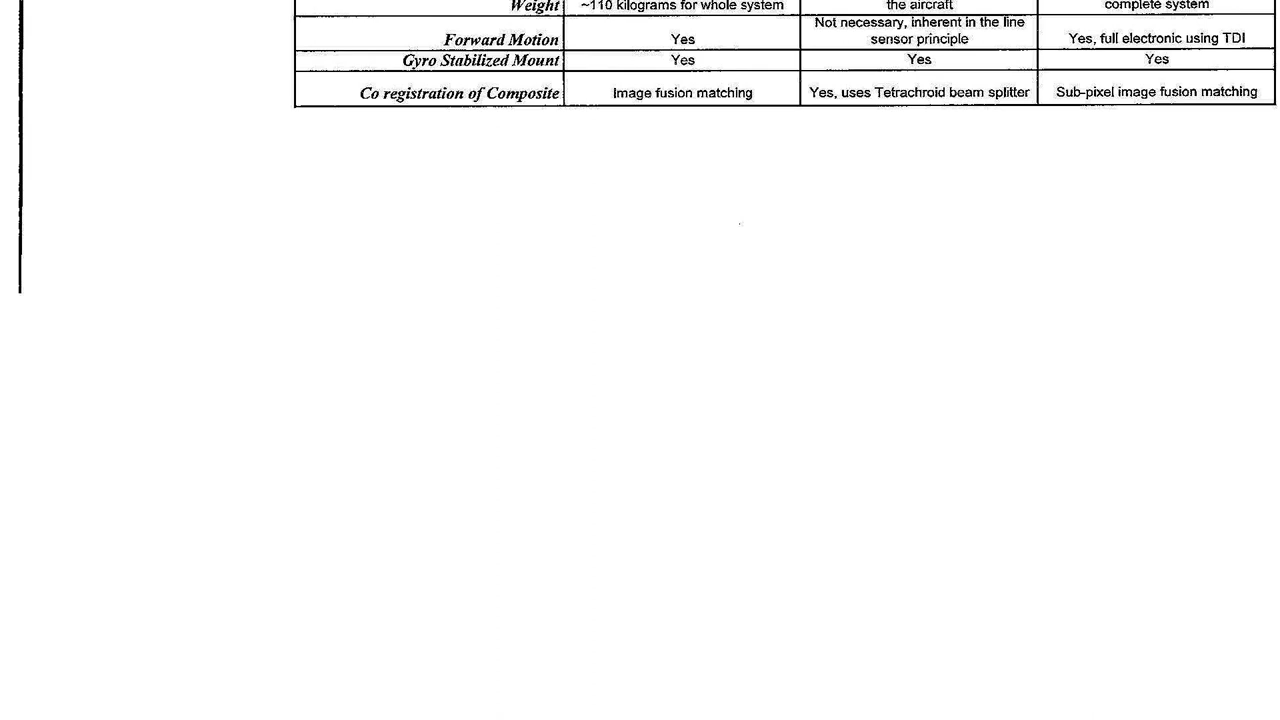 Weight ~110 kilograms for whole system the aircraft complete system
Not necessary, inherent in the line
Forward Motion Yes sensor principle Yes, full electronic using TDI
Gyro Stabilized Mount Yes Yes Yes
Co registration of Composite Image fusion matching Yes, uses Tetrachroid beam splitter Sub-pixel image fusion matching